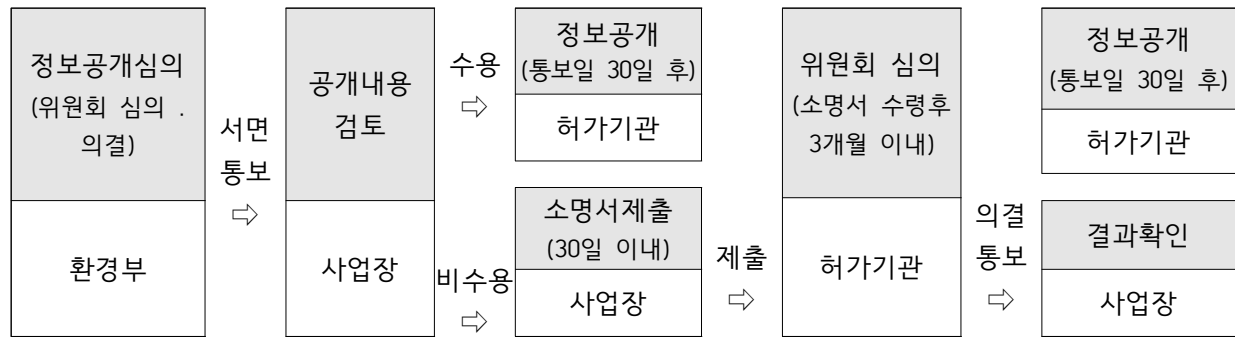 정보공개심의
(위원회 심의 .
의결)
환경부
서면
통보
⇨
공개내용
검토
사업장
수용
⇨
정보공개
(통보일 30일 후)
허가기관
비수용
⇨
소명서제출
(30일 이내)
사업장
제출
⇨
위원회 심의
(소명서 수령후
3개월 이내)
허가기관
의결
통보
⇨
정보공개
(통보일 30일 후)
허가기관
결과확인
사업장